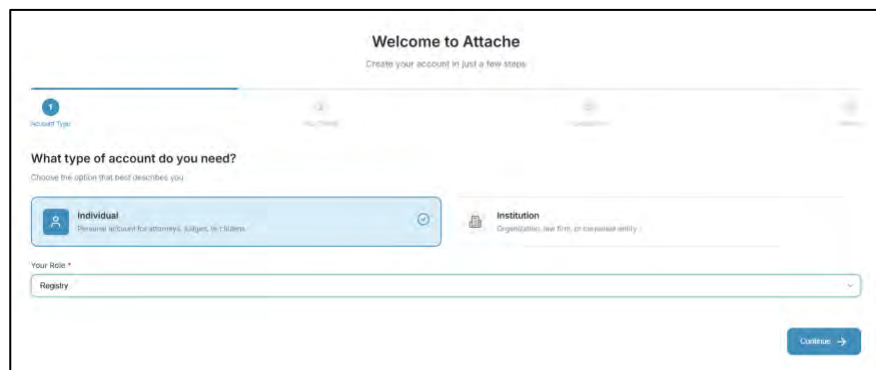 Welcome to Attache
Create your account in just a few steps
1
Account Type
What type of account do you need?
Choose the option that best describes you
Individual
Personal account for attorneys, judges,
Institution
Organization, law firm, or corporate entity
Your Role *
Registry
Continue →